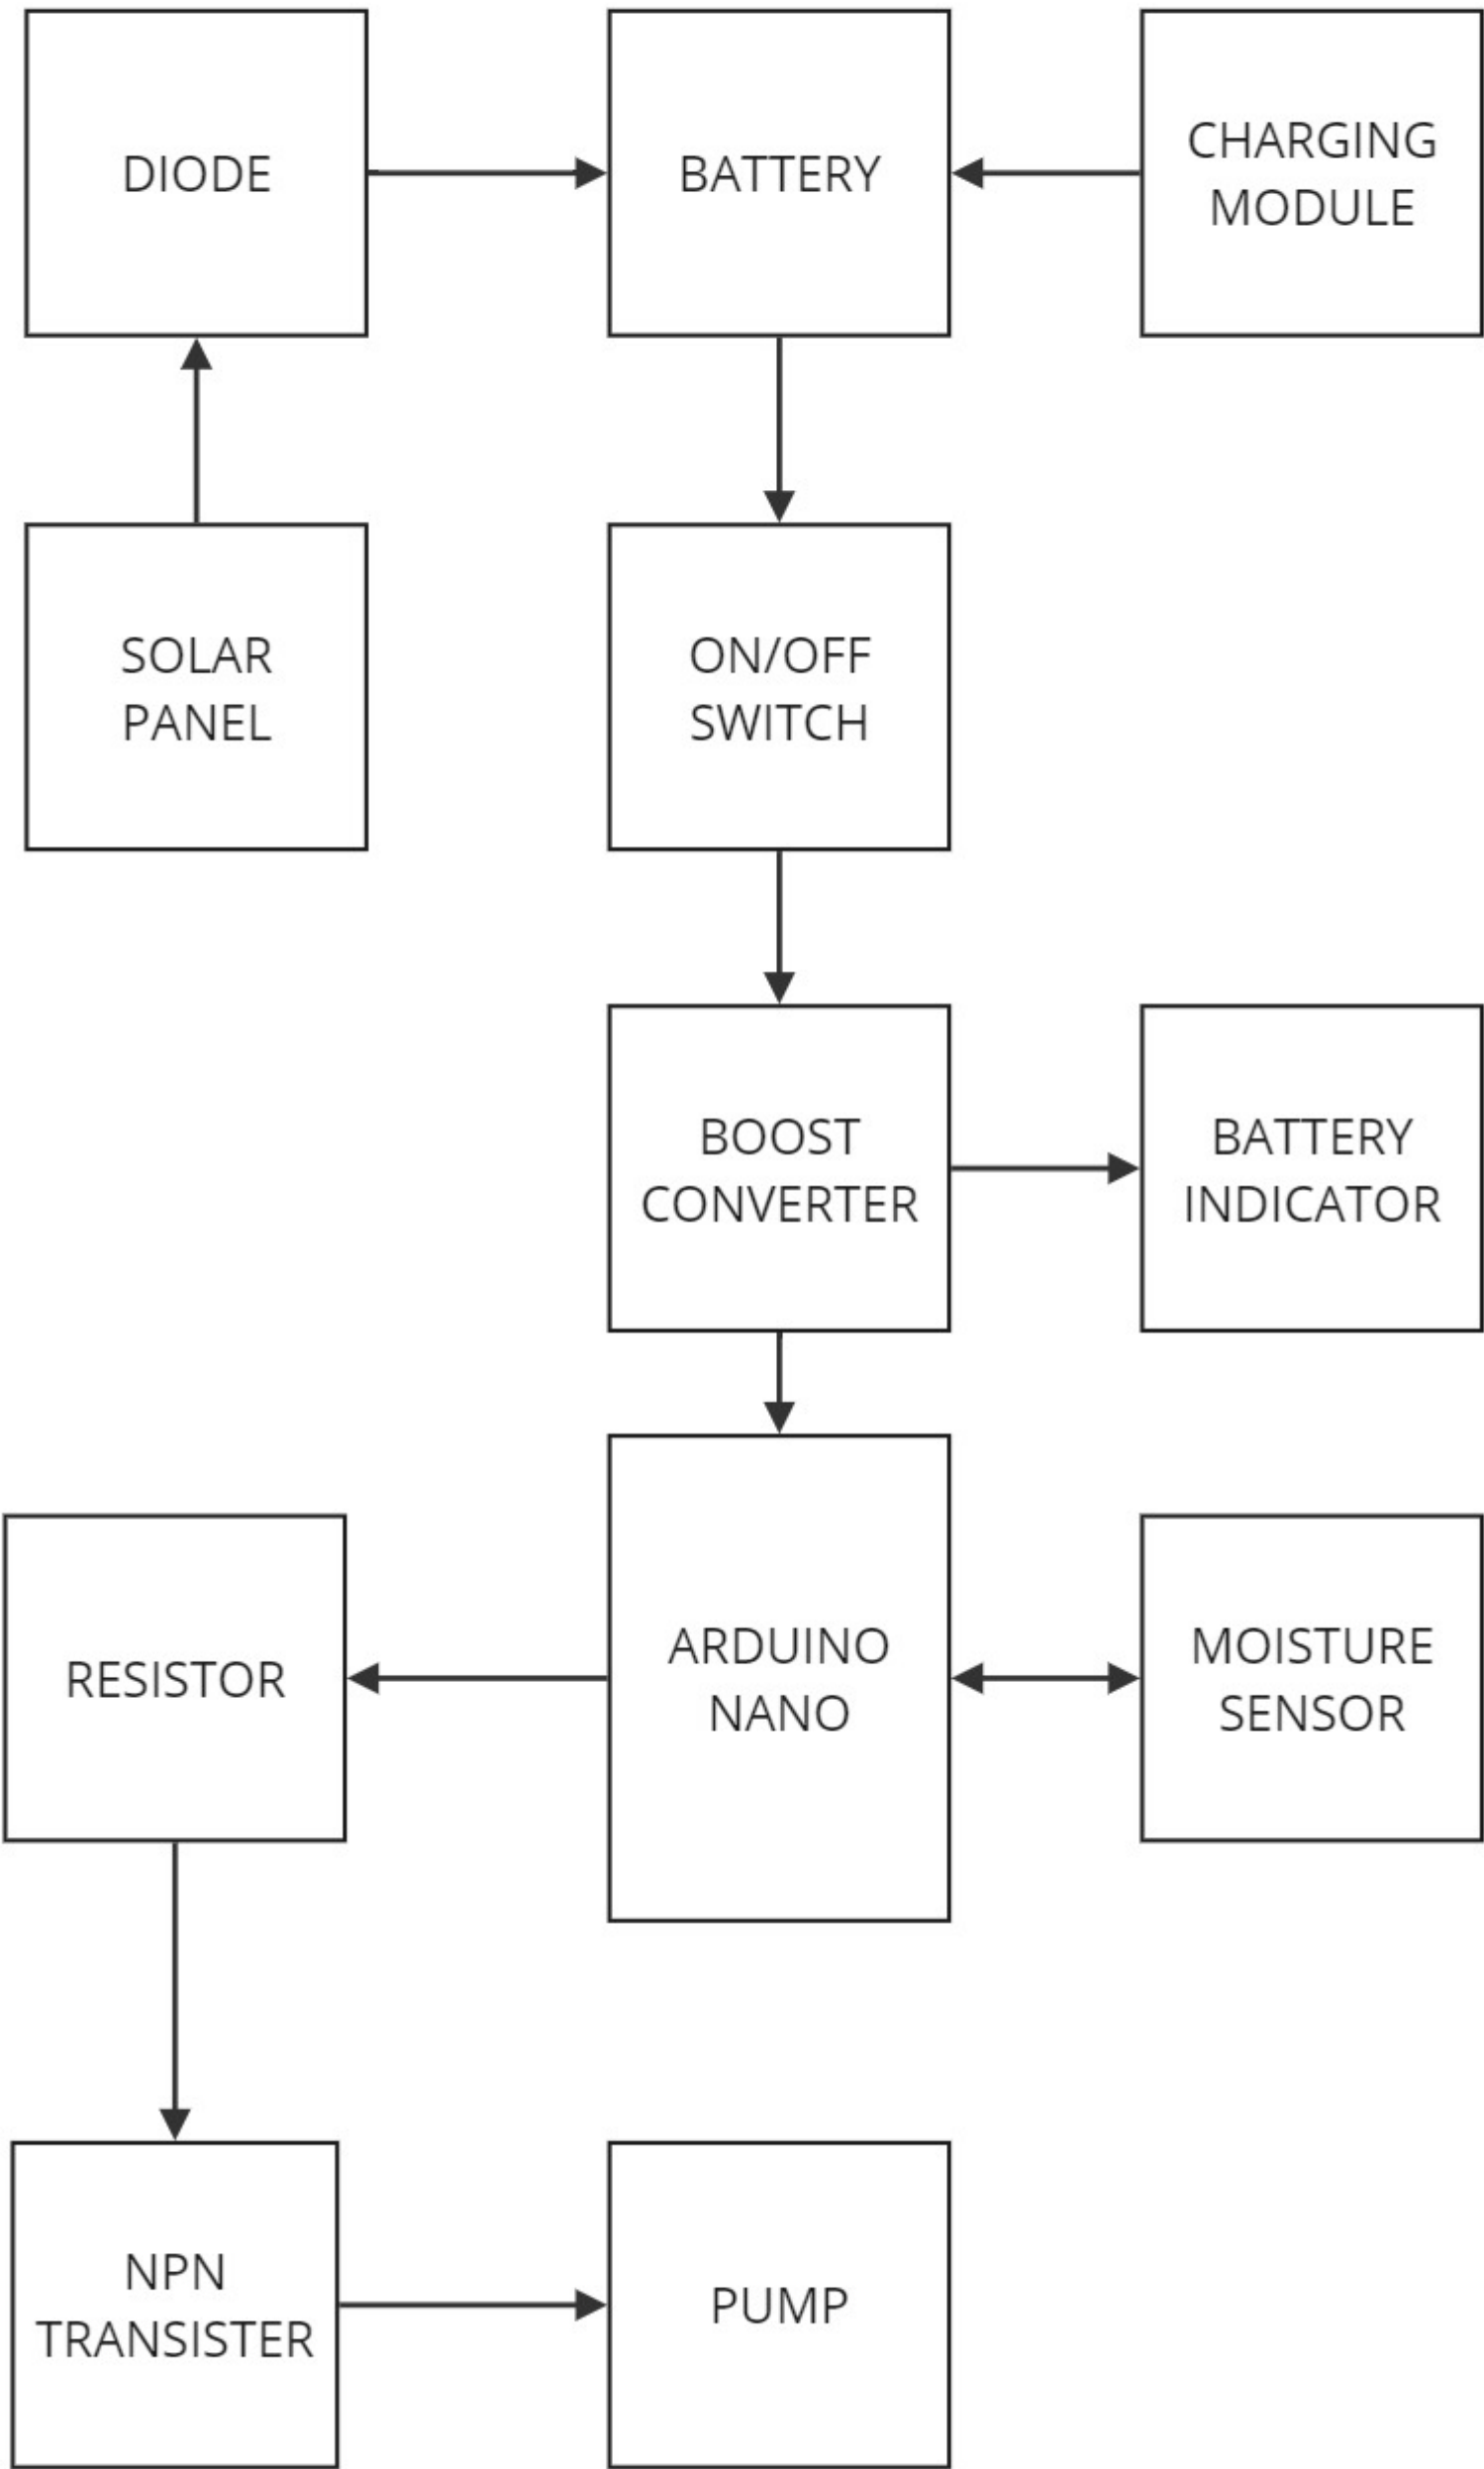 DIODE
BATTERY
CHARGING
MODULE
SOLAR
PANEL
ON/OFF
SWITCH
BOOST
CONVERTER
BATTERY
INDICATOR
RESISTOR
ARDUINO
NANO
MOISTURE
SENSOR
NPN
TRANSISTER
PUMP